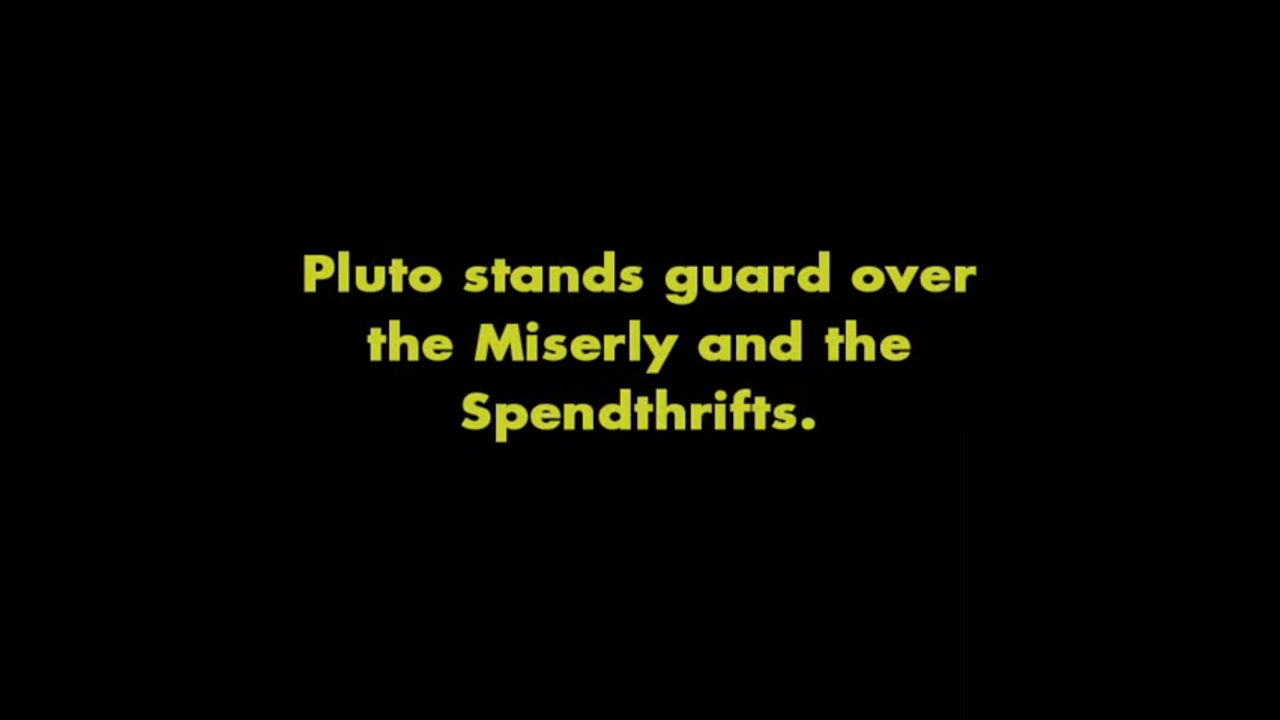 Pluto stands guard over
the Miserly and the
Spendthrifts.